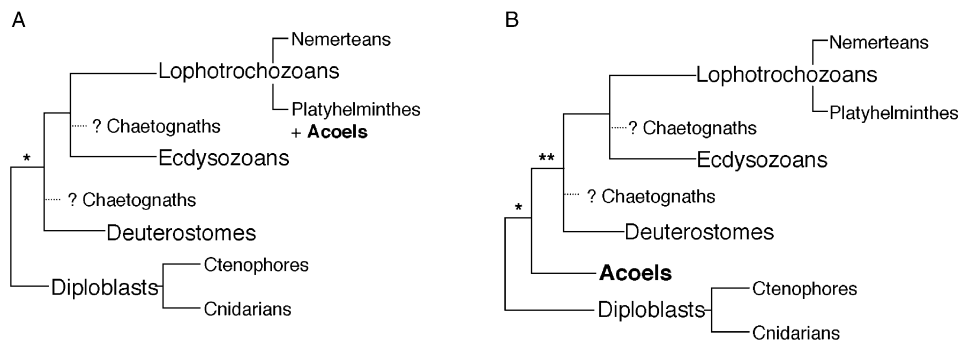 A
Nemerteans
Lophotrochozoans
Platyhelminthes
+ Acoels
? Chaetognaths
Ecdysozoans
*
? Chaetognaths
Deuterostomes
Ctenophores
Diploblasts
Cnidarians
B
Nemerteans
Lophotrochozoans
Platyhelminthes
? Chaetognaths
Ecdysozoans
**
? Chaetognaths
*
Deuterostomes
Acoels
Ctenophores
Diploblasts
Cnidarians